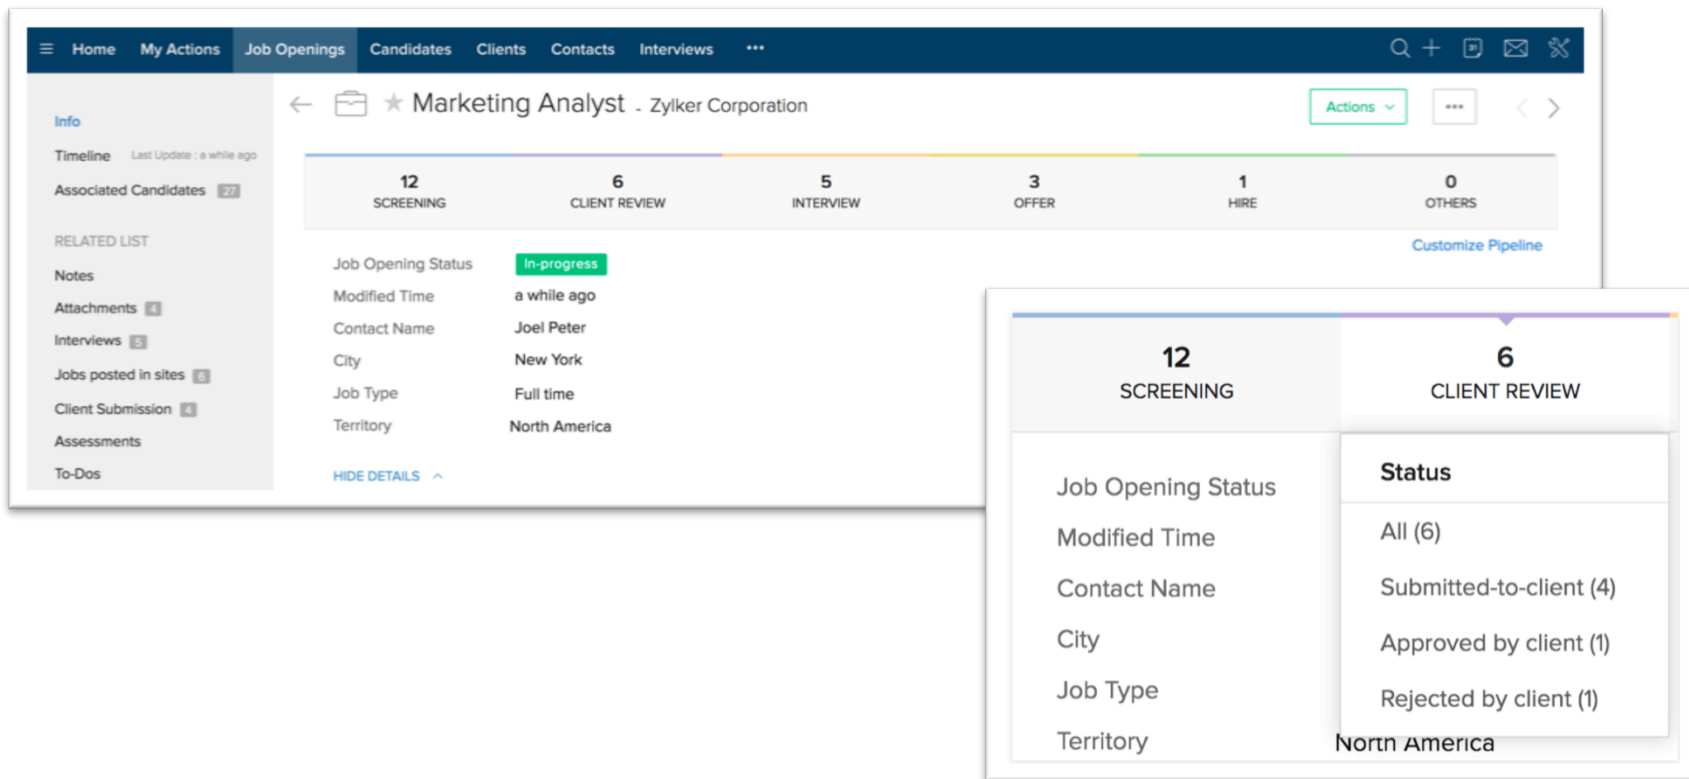 Home My Actions Job Openings Candidates Clients Contacts Interviews •••
31
Marketing Analyst - Zylker Corporation
Actions •••
Info
Timeline Last Update : a while ago
Associated Candidates 27
RELATED LIST
Notes
Attachments 4
Interviews 5
Jobs posted in sites 6
Client Submission 4
Assessments
To-Dos
12 6 5 3 1 0
SCREENING CLIENT REVIEW INTERVIEW OFFER HIRE OTHERS
Customize Pipeline
Job Opening Status In-progress
Modified Time a while ago
Contact Name Joel Peter
City New York
Job Type Full time
Territory North America
HIDE DETAILS
12 6
SCREENING CLIENT REVIEW
Job Opening Status
Modified Time
Contact Name
City
Job Type
Territory North America
Status
All (6)
Submitted-to-client (4)
Approved by client (1)
Rejected by client (1)